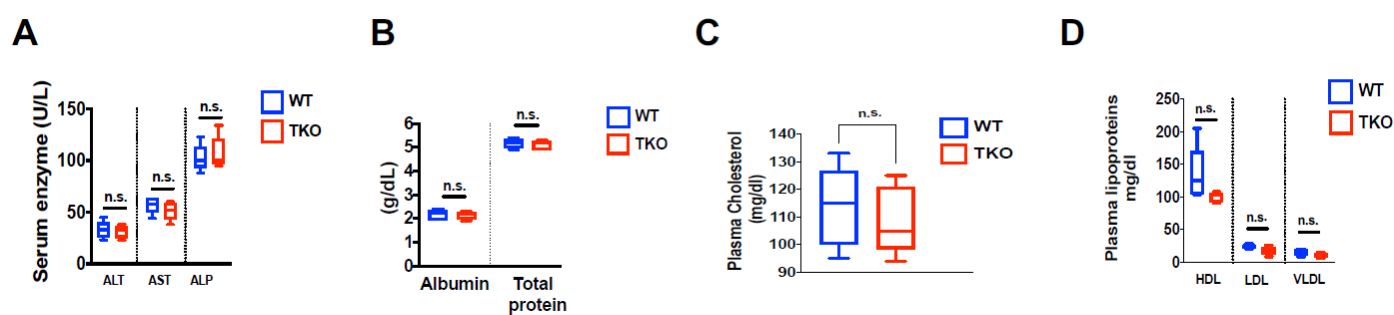 A
Serum enzyme (U/L)
150
100
50
0
n.s.
n.s.
n.s.
ALT
AST
ALP
WT
TKO
B
(g/dL)
6
5
4
3
2
1
0
n.s.
n.s.
Albumin
Total
protein
WT
TKO
C
Plasma Cholesterol
(mg/dl)
140
130
120
110
100
90
n.s.
WT
TKO
D
Plasma lipoproteins
mg/dl
250
200
150
100
50
0
n.s.
n.s.
n.s.
HDL
LDL
VLDL
WT
TKO